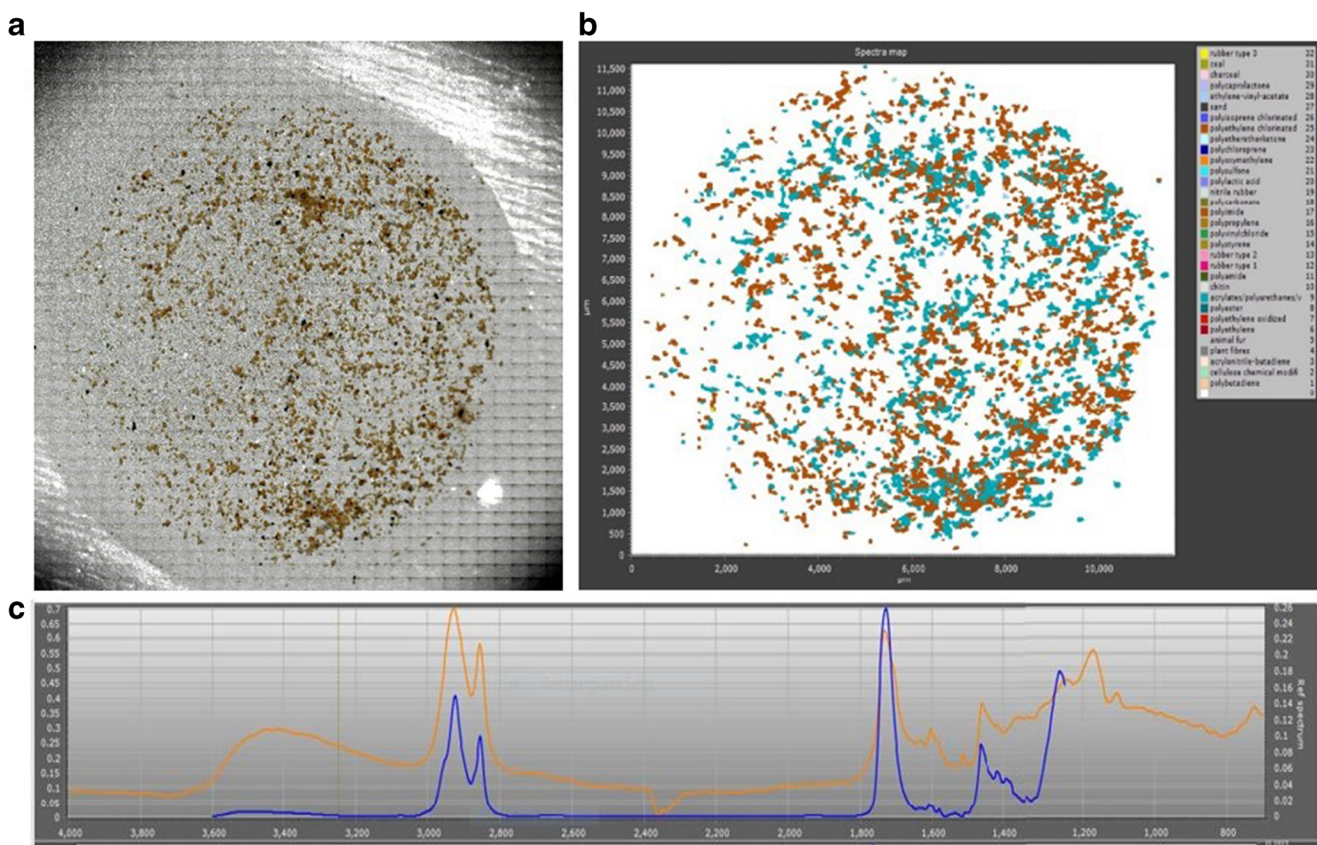 a
b
Spectra map
11,500
11,000
10,500
10,000
9,500
9,000
8,500
8,000
7,500
7,000
6,500
6,000
5,500
5,000
4,500
4,000
3,500
3,000
2,500
2,000
1,500
1,000
500
0
µm
0 2,000 4,000 6,000 8,000 10,000
µm
rubber type 3 32
coal 31
charcoal 30
polycaprolactone 29
ethylene-vinyl-acetate 28
sand 27
polyisoprene chlorinated 26
polyethylene chlorinated 25
polyetheretherketone 24
polychloroprene 23
polyoxymethylene 22
polysulfone 21
polylactic acid 20
nitrile rubber 19
polycarbonate 18
polyimide 17
polypropylene 16
polyvinylchloride 15
polystyrene 14
rubber type 2 13
rubber type 1 12
polyamide 11
chitin 10
acrylates/polyurethanes/v 9
polyester 8
polyethylene oxidized 7
polyethylene 6
animal fur 5
plant fibres 4
acrylonitrile-butadiene 3
cellulose chemical modifi 2
polybutadiene 1
0
c
0.7
0.65
0.6
0.55
0.5
0.45
0.4
0.35
0.3
0.25
0.2
0.15
0.1
0.05
0
0.26
0.24
0.22
0.2
0.18
0.16
0.14
0.12
0.1
0.08
0.06
0.04
0.02
0
Ref spectrum
4,000 3,800 3,600 3,400 3,200 3,000 2,800 2,600 2,400 2,200 2,000 1,800 1,600 1,400 1,200 1,000 800